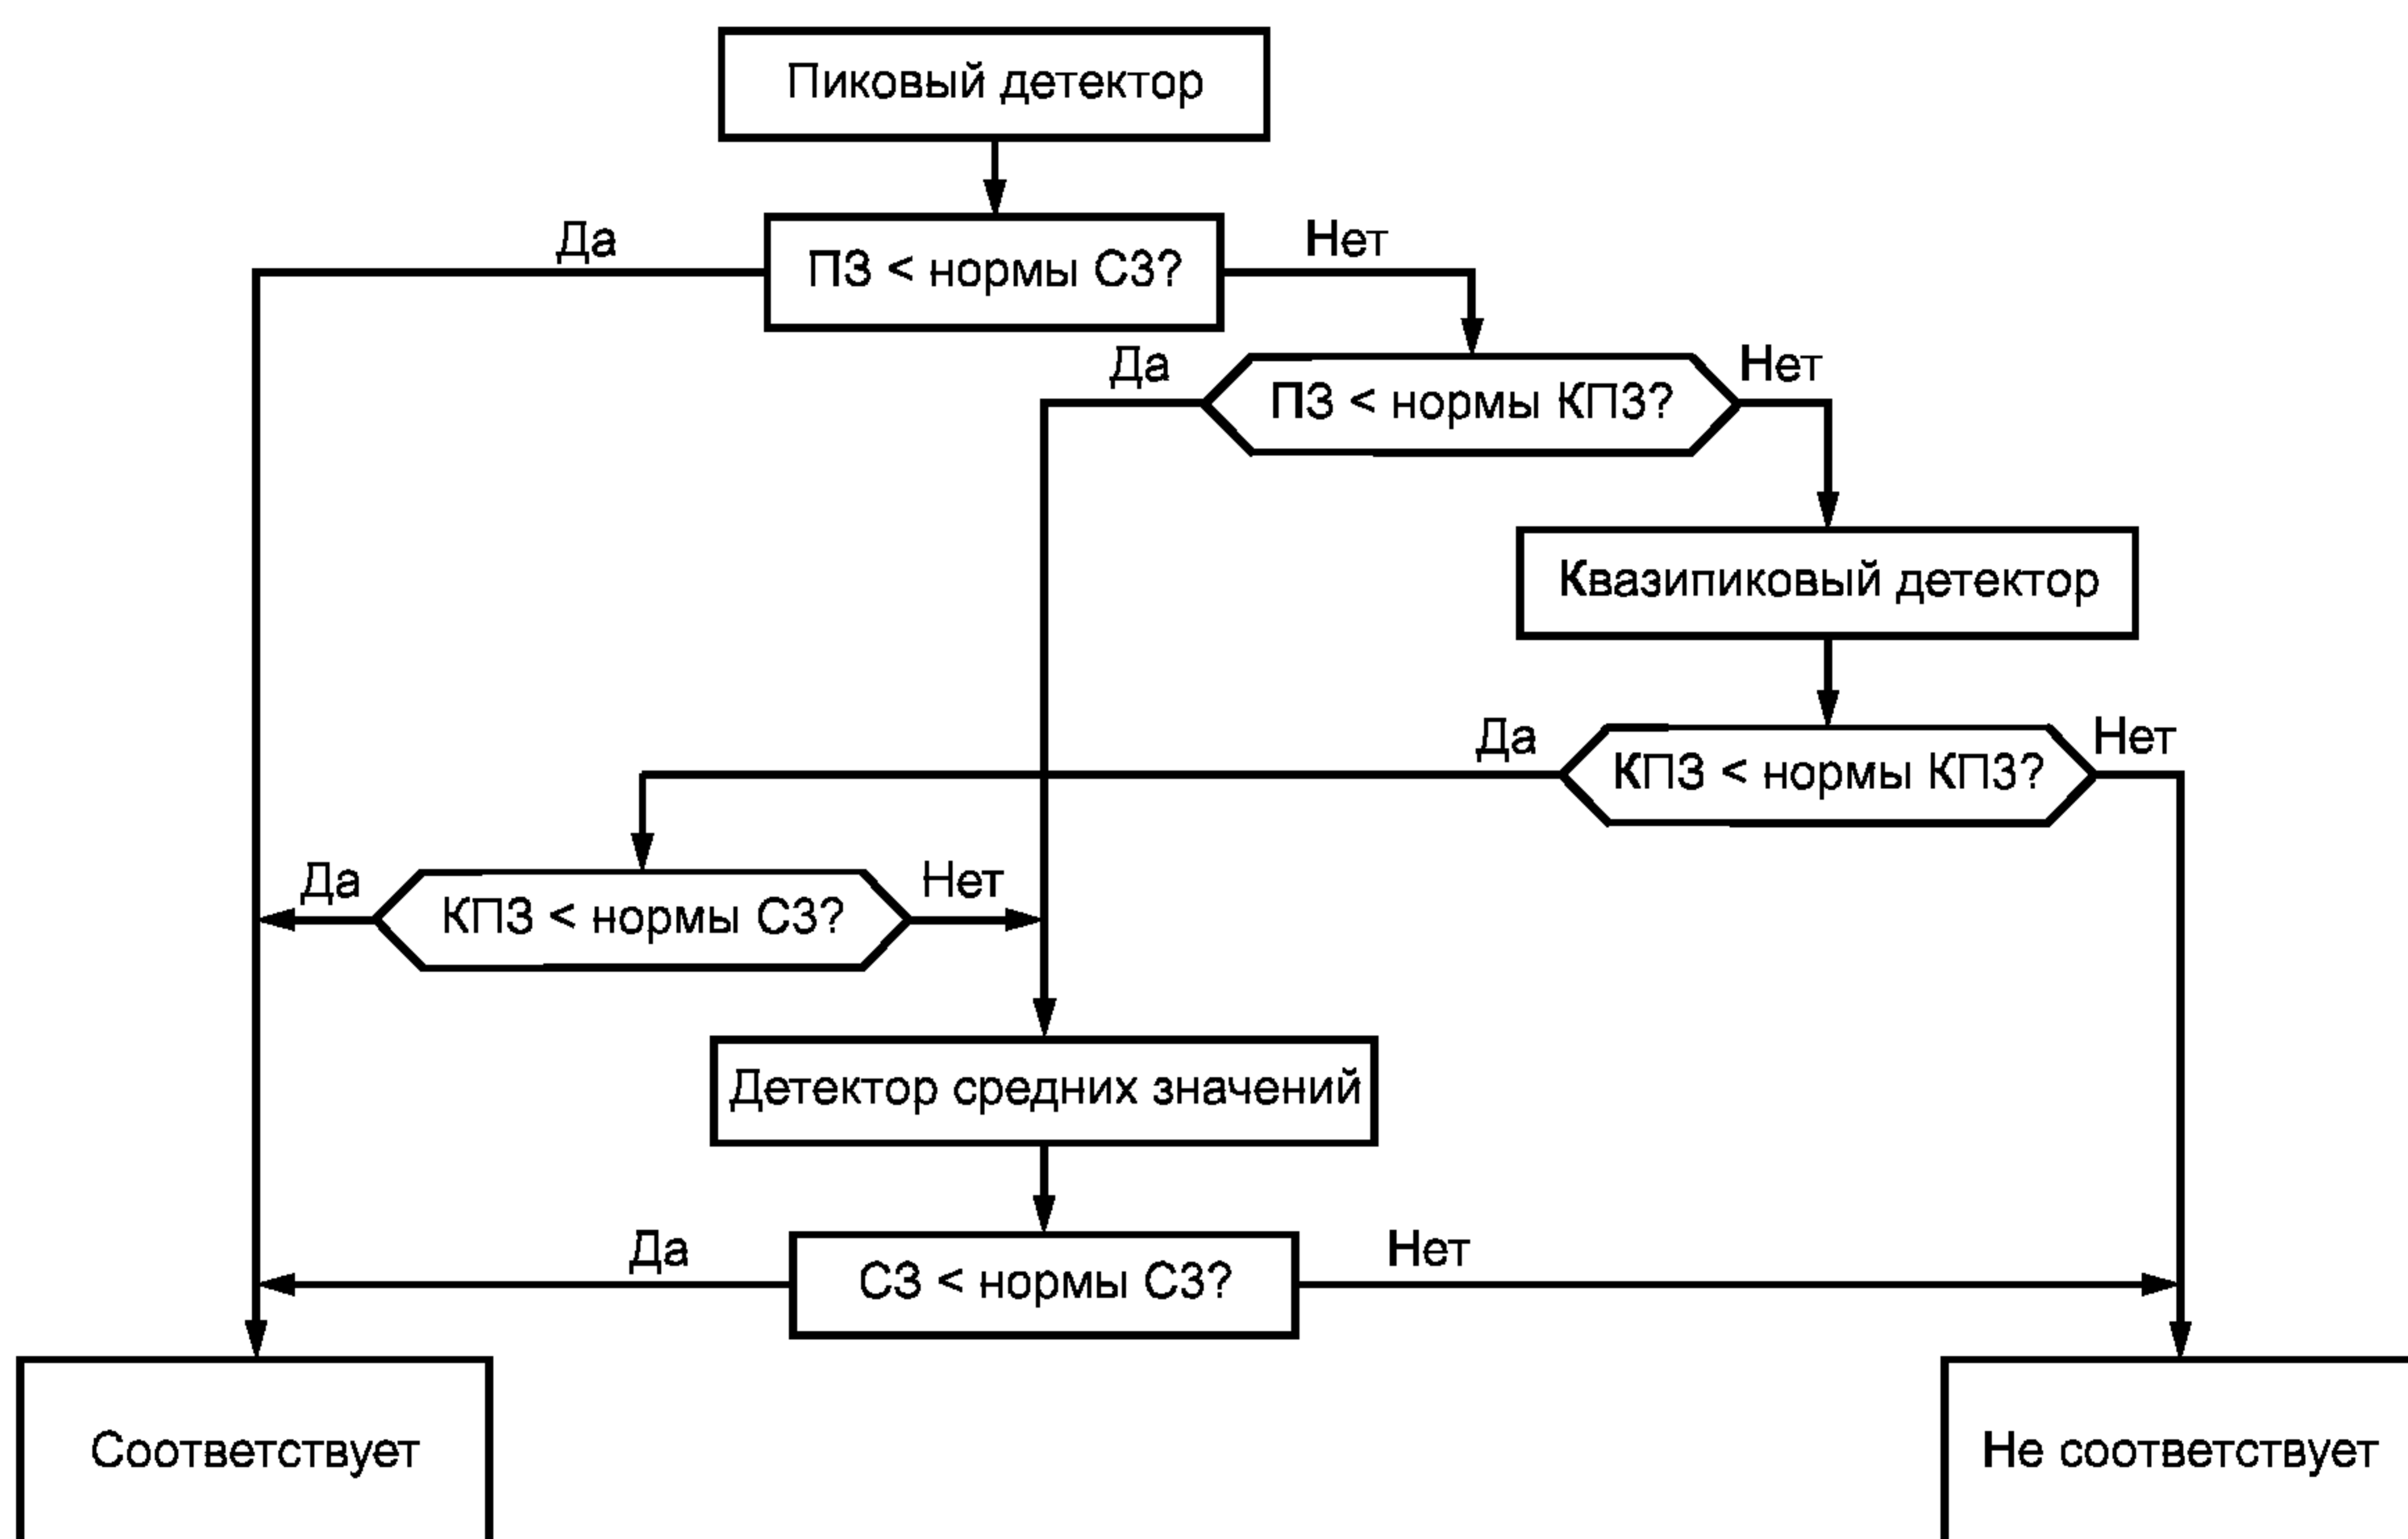 Пиковый детектор
Да
Нет
ПЗ < нормы СЗ?
Да
Нет
ПЗ < нормы КПЗ?
Квазипиковый детектор
Да
Нет
КПЗ < нормы КПЗ?
Да
Нет
КПЗ < нормы СЗ?
Детектор средних значений
Да
Нет
СЗ < нормы СЗ?
Соответствует
Не соответствует